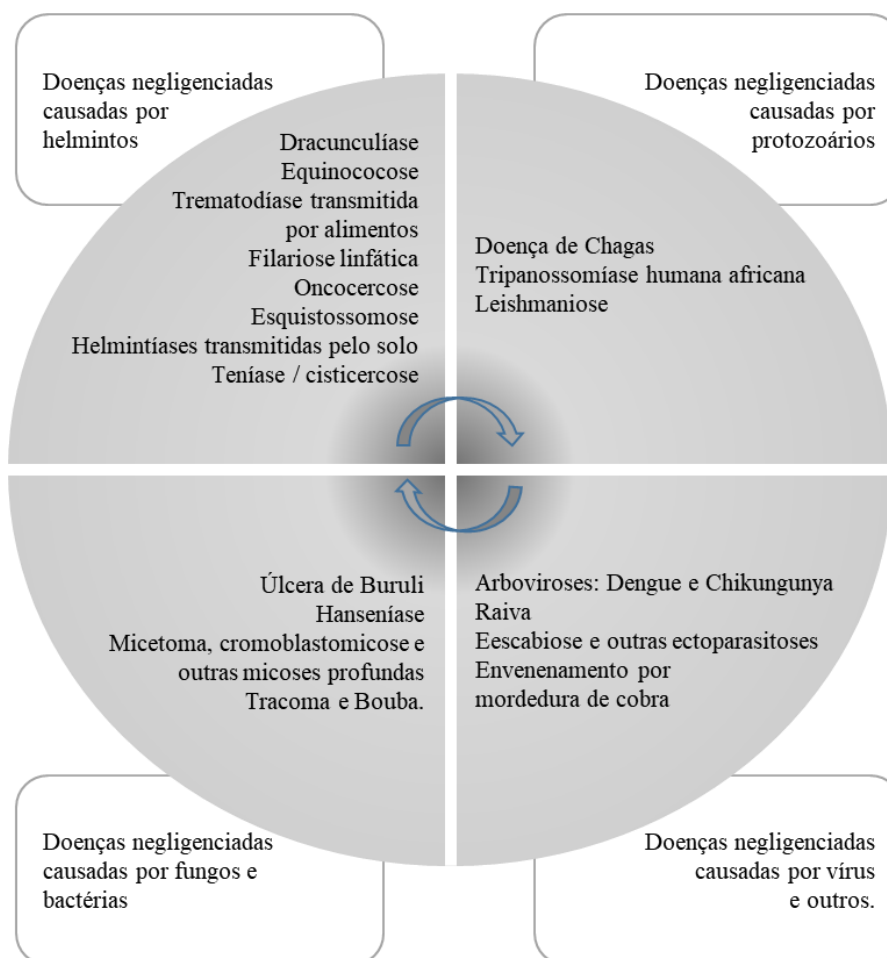 Doenças negligenciadas
causadas por
helmintos
Dracunculíase
Equinococose
Trematodíase transmitida
por alimentos
Filariose linfática
Oncocercose
Esquistossomose
Helmintíases transmitidas pelo solo
Teníase / cisticercose
Doenças negligenciadas
causadas por
protozoários
Doença de Chagas
Tripanossomíase humana africana
Leishmaniose
Úlcera de Buruli
Hanseníase
Micetoma, cromoblastomicose e
outras micoses profundas
Tracoma e Bouba.
Doenças negligenciadas
causadas por fungos e
bactérias
Arboviroses: Dengue e Chikungunya
Raiva
Eescabiose e outras ectoparasitoses
Envenenamento por
mordedura de cobra
Doenças negligenciadas
causadas por vírus
e outros.